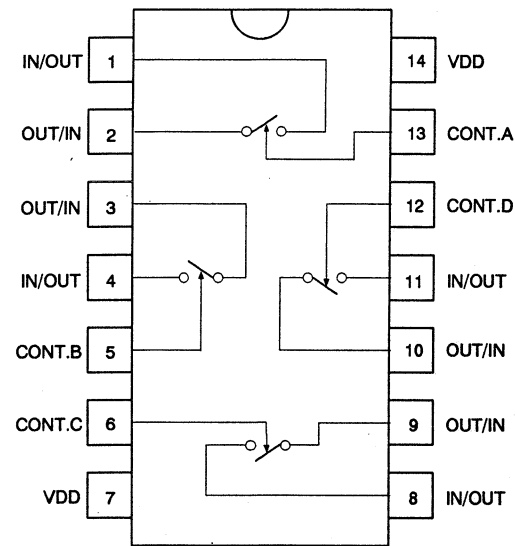 IN/OUT 1
OUT/IN 2
OUT/IN 3
IN/OUT 4
CONT.B 5
CONT.C 6
VDD 7
14 VDD
13 CONT.A
12 CONT.D
11 IN/OUT
10 OUT/IN
9 OUT/IN
8 IN/OUT